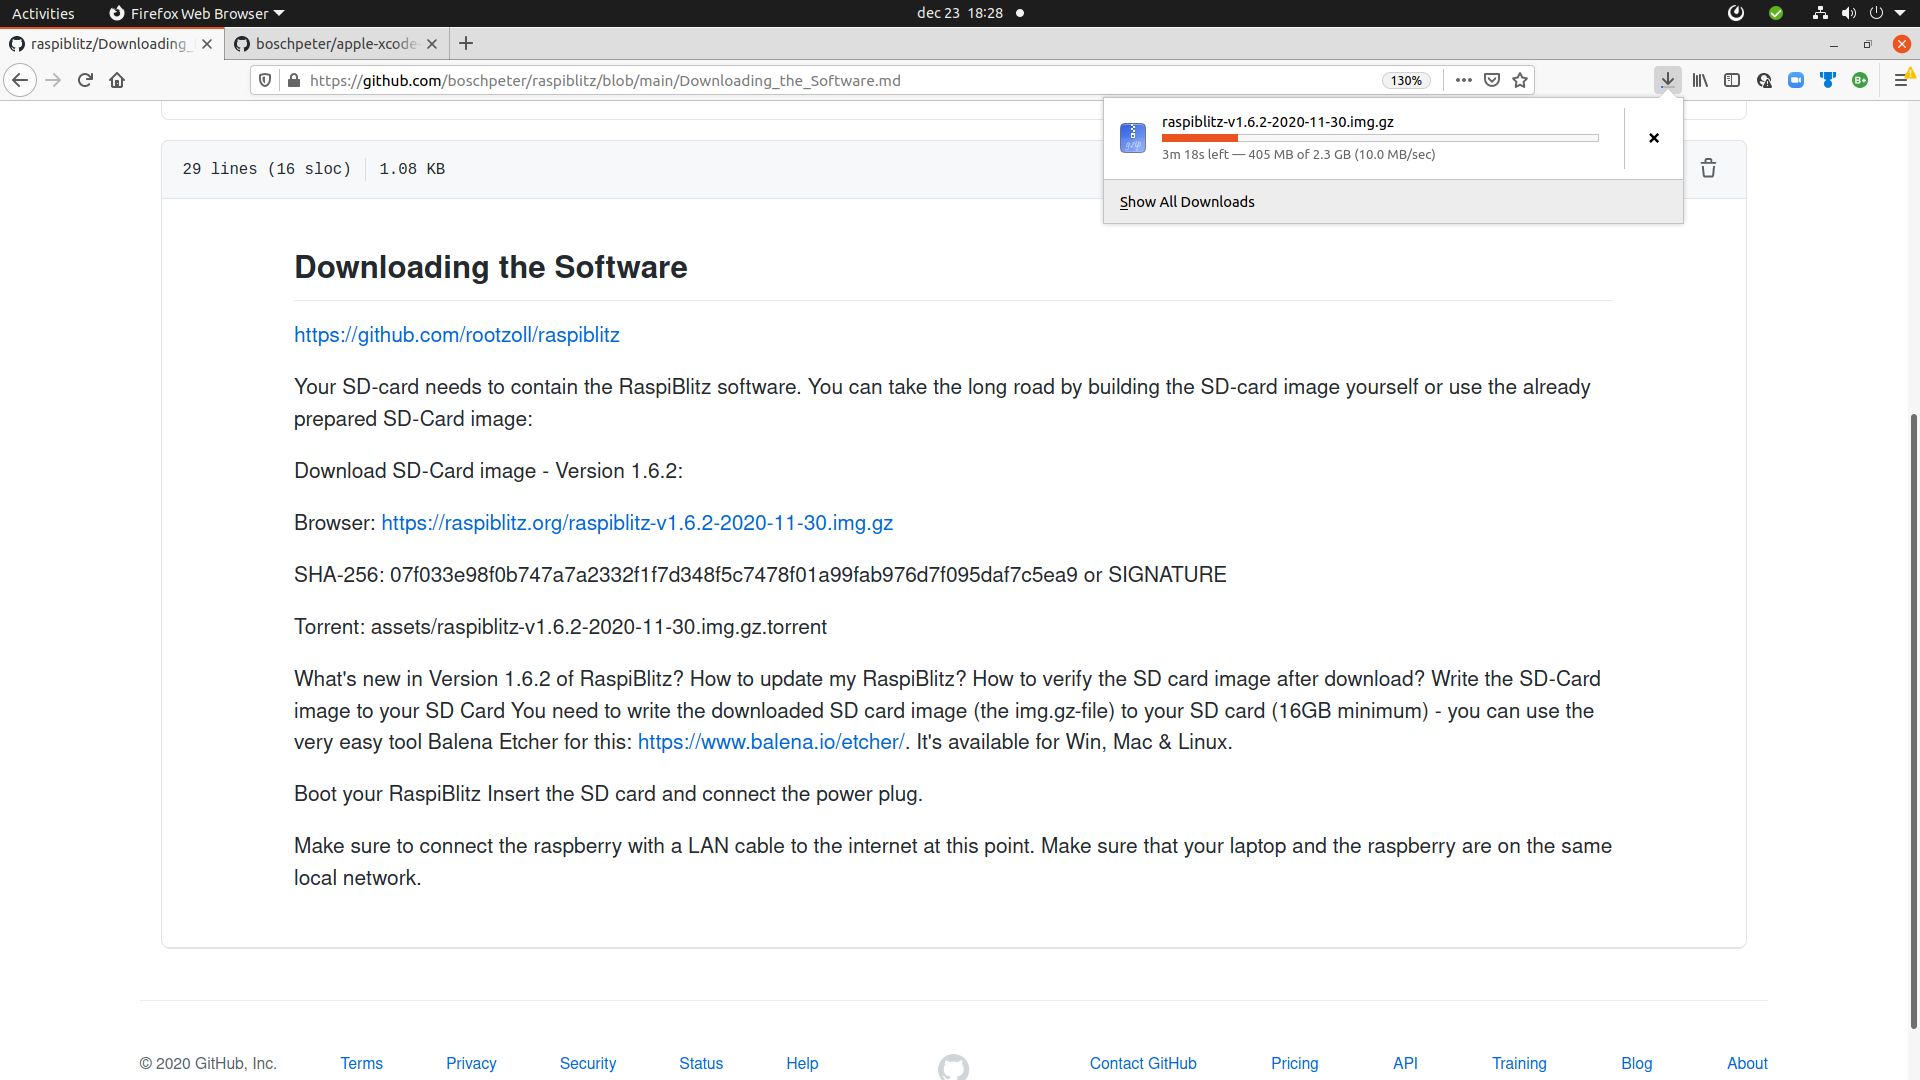 Activities
Firefox Web Browser
dec 23 18:28
raspiblitz/Downloading_
boschpeter/apple-xcode-
https://github.com/boschpeter/raspiblitz/blob/main/Downloading_the_Software.md
130%
raspiblitz-v1.6.2-2020-11-30.img.gz
3m 18s left — 405 MB of 2.3 GB (10.0 MB/sec)
Show All Downloads
29 lines (16 sloc) 1.08 KB
Downloading the Software
https://github.com/rootzoll/raspiblitz
Your SD-card needs to contain the RaspiBlitz software. You can take the long road by building the SD-card image yourself or use the already
prepared SD-Card image:
Download SD-Card image - Version 1.6.2:
Browser: https://raspiblitz.org/raspiblitz-v1.6.2-2020-11-30.img.gz
SHA-256: 07f033e98f0b747a7a2332f1f7d348f5c7478f01a99fab976d7f095daf7c5ea9 or SIGNATURE
Torrent: assets/raspiblitz-v1.6.2-2020-11-30.img.gz.torrent
What's new in Version 1.6.2 of RaspiBlitz? How to update my RaspiBlitz? How to verify the SD card image after download? Write the SD-Card
image to your SD Card You need to write the downloaded SD card image (the img.gz-file) to your SD card (16GB minimum) - you can use the
very easy tool Balena Etcher for this: https://www.balena.io/etcher/. It's available for Win, Mac & Linux.
Boot your RaspiBlitz Insert the SD card and connect the power plug.
Make sure to connect the raspberry with a LAN cable to the internet at this point. Make sure that your laptop and the raspberry are on the same
local network.
© 2020 GitHub, Inc. Terms Privacy Security Status Help Contact GitHub Pricing API Training Blog About